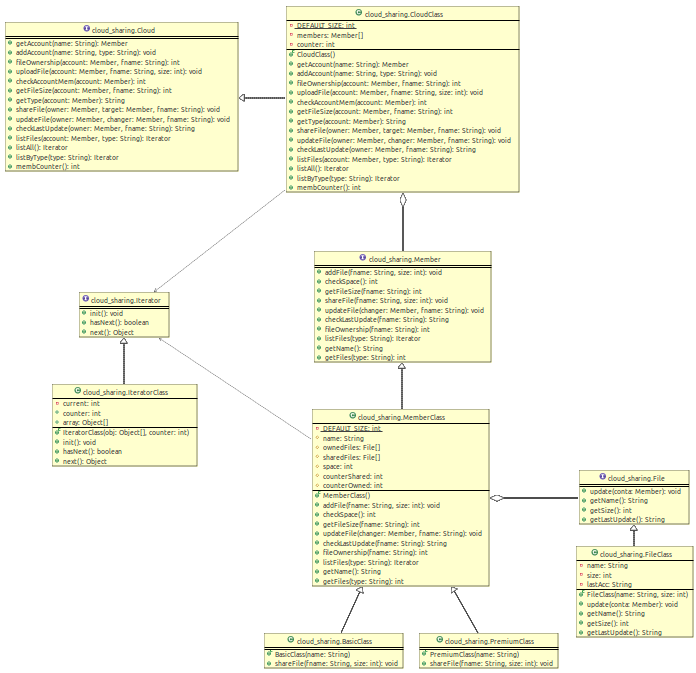 cloud_sharing.Cloud
getAccount(name: String): Member
addAccount(name: String, type: String): void
fileOwnership(account: Member, fname: String): int
uploadFile(account: Member, fname: String, size: int): void
checkAccountMem(account: Member): int
getFileSize(account: Member, fname: String): int
getType(account: Member): String
shareFile(owner: Member, target: Member, fname: String): void
updateFile(owner: Member, changer: Member, fname: String): void
checkLastUpdate(owner: Member, fname: String): String
listFiles(account: Member, type: String): Iterator
listAll(): Iterator
listByType(type: String): Iterator
membCounter(): int
cloud_sharing.CloudClass
DEFAULT_SIZE: int
members: Member[]
counter: int
CloudClass()
getAccount(name: String): Member
addAccount(name: String, type: String): void
fileOwnership(account: Member, fname: String): int
uploadFile(account: Member, fname: String, size: int): void
checkAccountMem(account: Member): int
getFileSize(account: Member, fname: String): int
getType(account: Member): String
shareFile(owner: Member, target: Member, fname: String): void
updateFile(owner: Member, changer: Member, fname: String): void
checkLastUpdate(owner: Member, fname: String): String
listFiles(account: Member, type: String): Iterator
listAll(): Iterator
listByType(type: String): Iterator
membCounter(): int
cloud_sharing.Member
addFile(fname: String, size: int): void
checkSpace(): int
getFileSize(fname: String): int
shareFile(fname: String, size: int): void
updateFile(changer: Member, fname: String): void
checkLastUpdate(fname: String): String
fileOwnership(fname: String): int
listFiles(type: String): Iterator
getName(): String
getFiles(type: String): int
cloud_sharing.Iterator
init(): void
hasNext(): boolean
next(): Object
cloud_sharing.IteratorClass
current: int
counter: int
array: Object[]
IteratorClass(obj: Object[], counter: int)
init(): void
hasNext(): boolean
next(): Object
cloud_sharing.MemberClass
DEFAULT_SIZE: int
name: String
ownedFiles: File[]
sharedFiles: File[]
space: int
counterShared: int
counterOwned: int
MemberClass()
addFile(fname: String, size: int): void
checkSpace(): int
getFileSize(fname: String): int
updateFile(changer: Member, fname: String): void
checkLastUpdate(fname: String): String
fileOwnership(fname: String): int
listFiles(type: String): Iterator
getName(): String
getFiles(type: String): int
cloud_sharing.File
update(conta: Member): void
getName(): String
getSize(): int
getLastUpdate(): String
cloud_sharing.FileClass
name: String
size: int
lastAcc: String
FileClass(name: String, size: int)
update(conta: Member): void
getName(): String
getSize(): int
getLastUpdate(): String
cloud_sharing.BasicClass
BasicClass(name: String)
shareFile(fname: String, size: int): void
cloud_sharing.PremiumClass
PremiumClass(name: String)
shareFile(fname: String, size: int): void